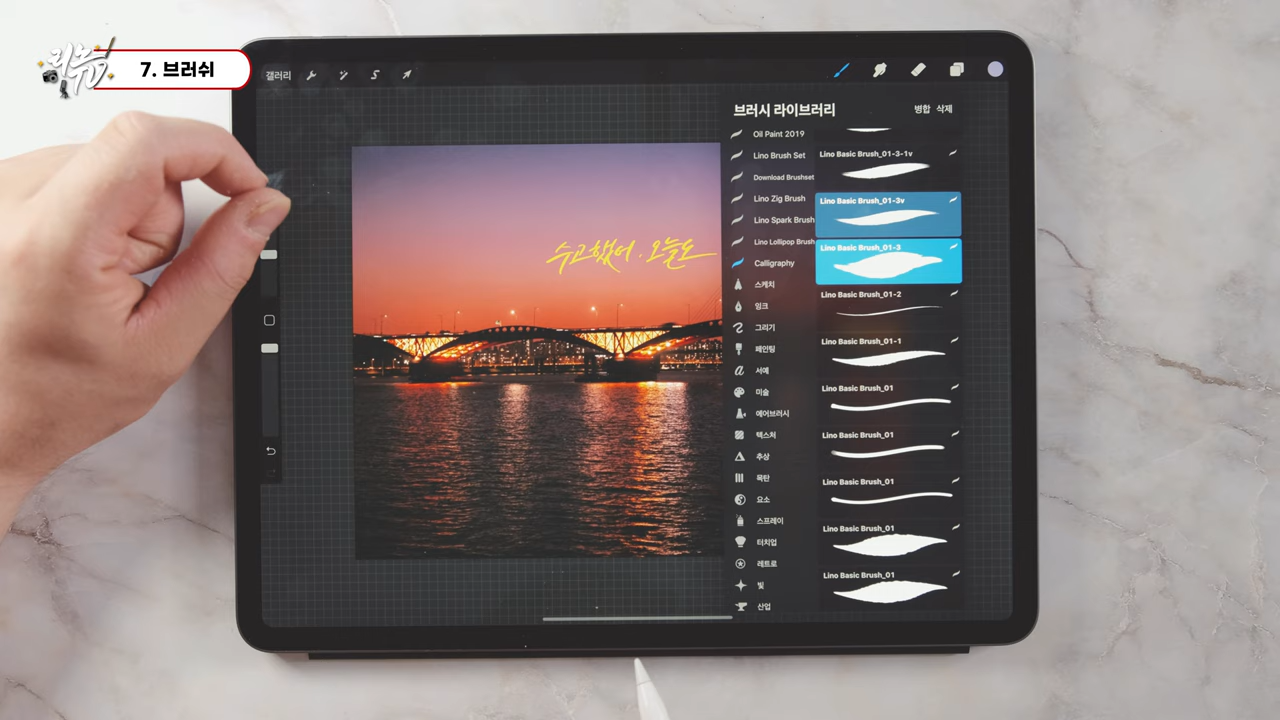 리뉴
7. 브러쉬
갤러리
브러시 라이브러리
병합 삭제
Oil Paint 2019
Lino Brush Set
Download Brushset
Lino Zig Brush
Lino Spark Brush
Lino Lollipop Brush
Calligraphy
스케치
잉크
그리기
페인팅
서예
미술
에어브러시
텍스처
추상
목탄
요소
스프레이
터치업
레트로
빛
산업
Lino Basic Brush_01-3-1v
Lino Basic Brush_01-3v
Lino Basic Brush_01-3
Lino Basic Brush_01-2
Lino Basic Brush_01-1
Lino Basic Brush_01
Lino Basic Brush_01
Lino Basic Brush_01
Lino Basic Brush_01
Lino Basic Brush_01
수고했어. 오늘도